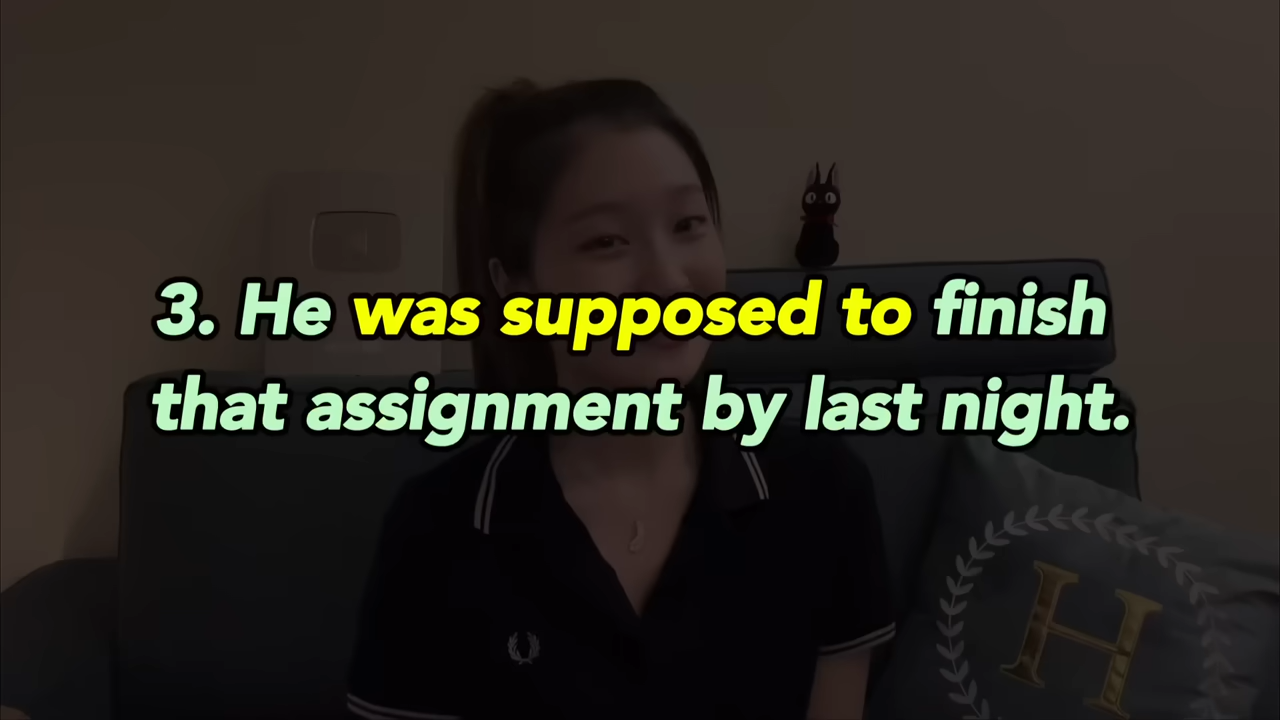 3. He was supposed to finish
that assignment by last night.
H